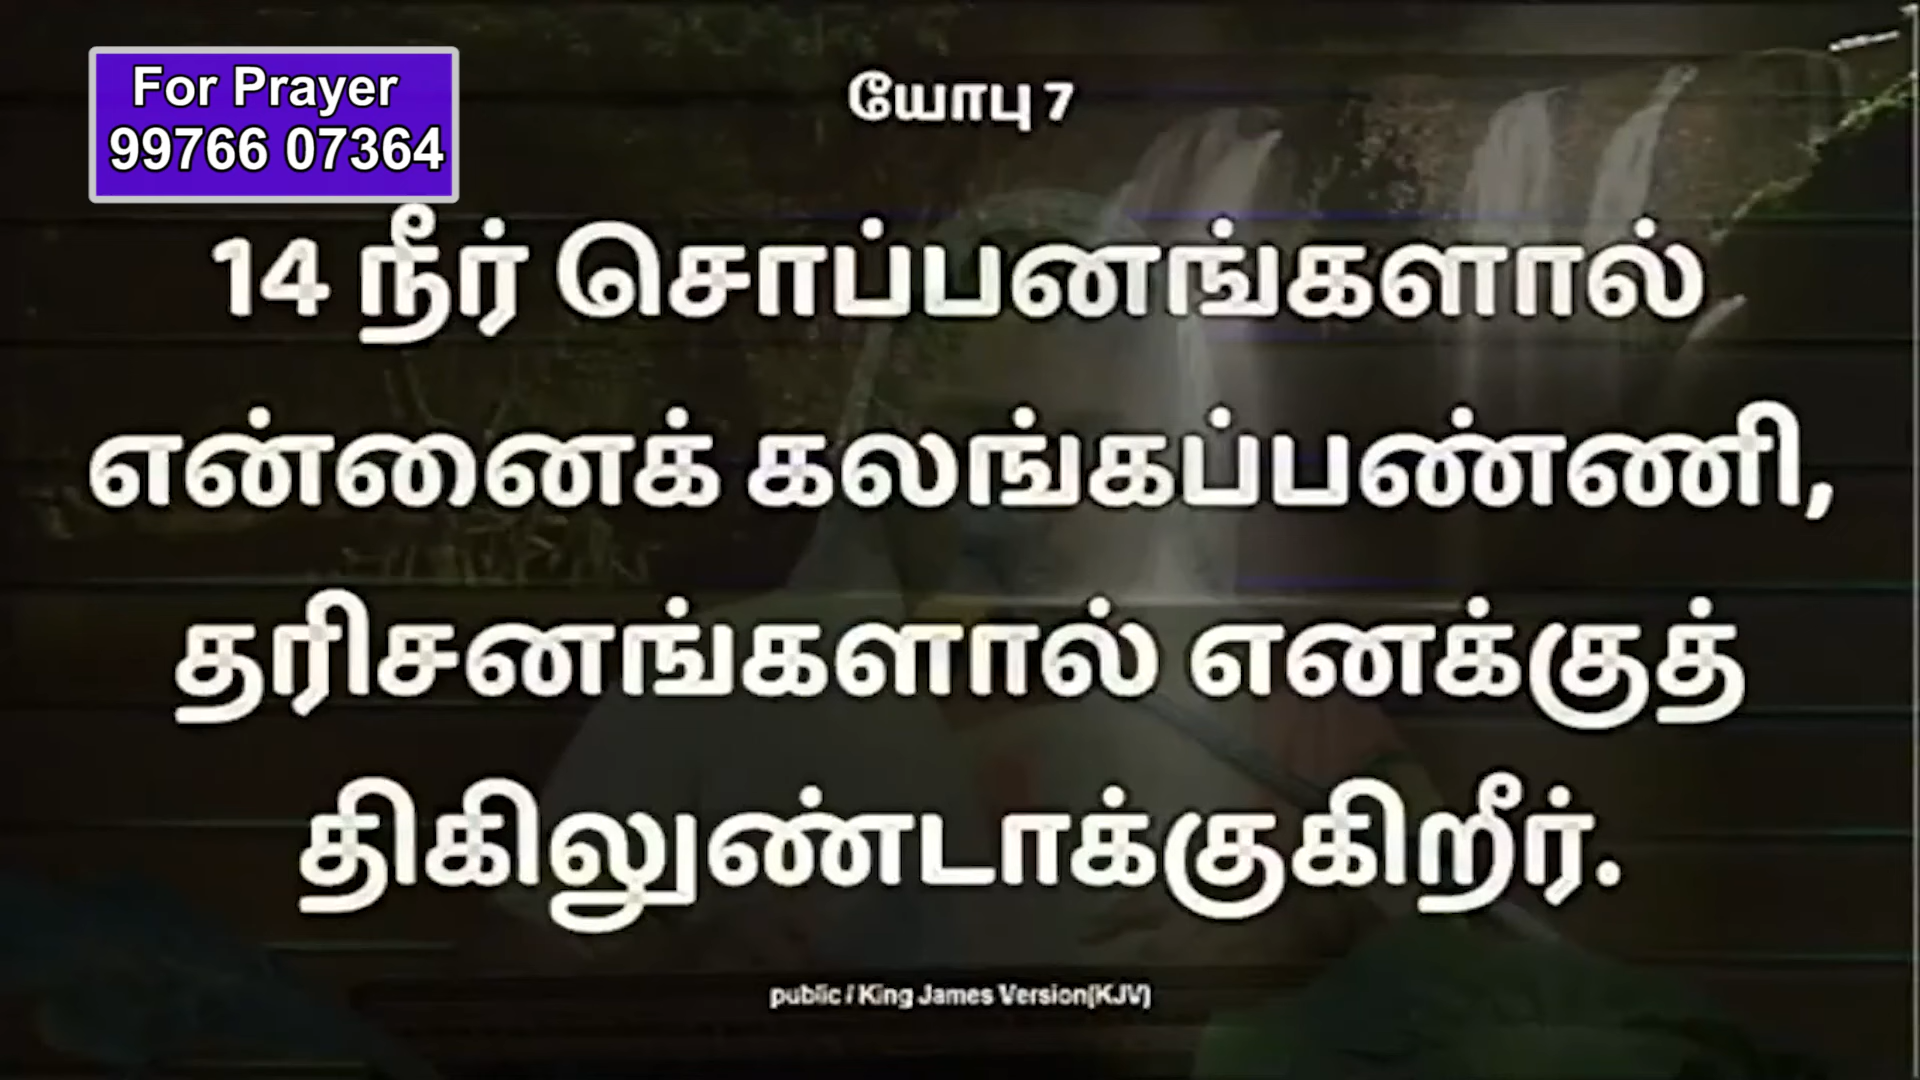 For Prayer
99766 07364
யோபு 7
14 நீர் சொப்பனங்களால்
என்னைக் கலங்கப்பண்ணி,
தரிசனங்களால் எனக்குத்
திகிலுண்டாக்குகிறீர்.
public / King James Version(KJV)